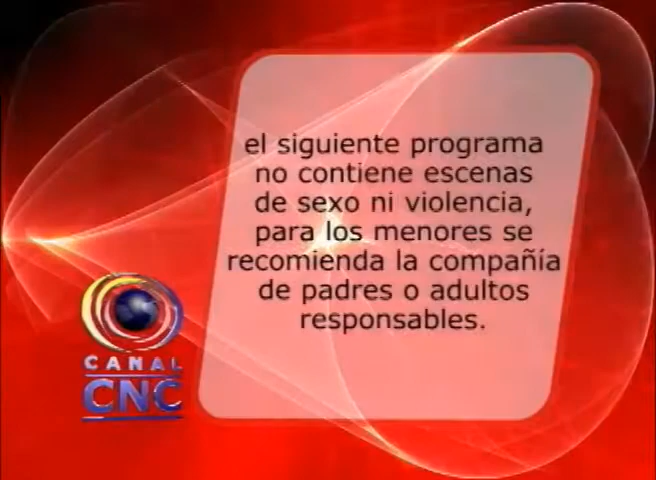 el siguiente programa
no contiene escenas
de sexo ni violencia,
para los menores se
recomienda la compañía
de padres o adultos
responsables.
CANAL
CNC